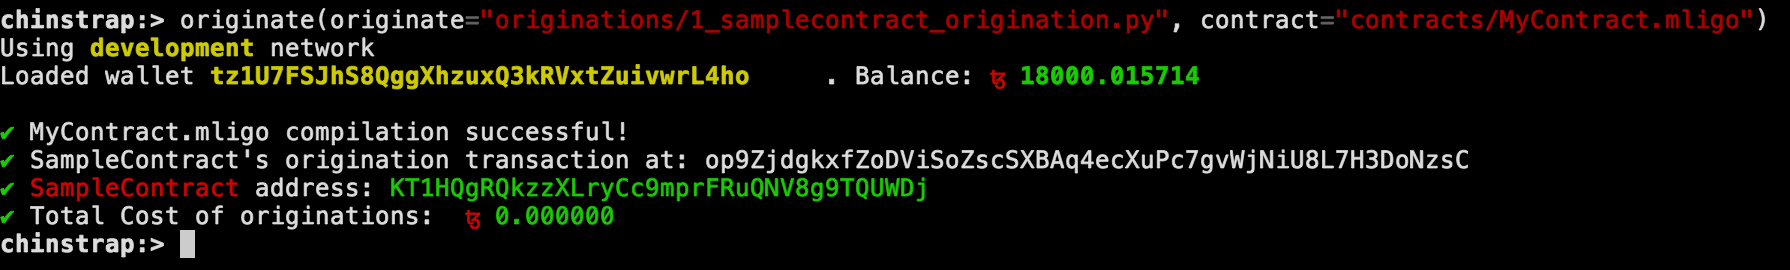 chinstrap:> originate(originate="originations/1_samplecontract_origination.py", contract="contracts/MyContract.mligo")
Using development network
Loaded wallet tz1U7FSJhS8QggXhzuxQ3kRVxtZuivwrL4ho . Balance: ꜩ 18000.015714
✔ MyContract.mligo compilation successful!
✔ SampleContract's origination transaction at: op9ZjdgkxfZoDViSoZscSXBAq4ecXuPc7gvWjNiU8L7H3DoNzsC
✔ SampleContract address: KT1HQgRQkzzXLryCc9mprFRuQNV8g9TQUWDj
✔ Total Cost of originations: ꜩ 0.000000
chinstrap:>